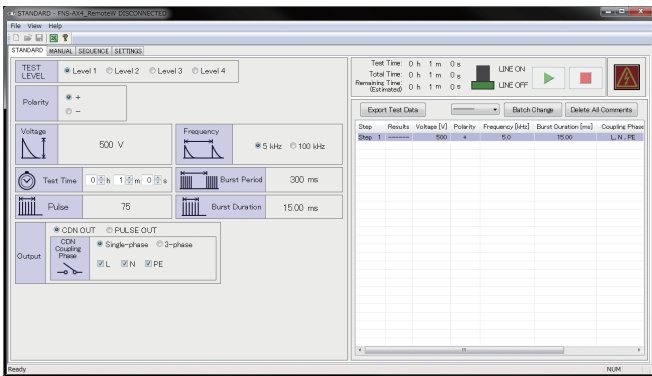 STANDARD - FNS-AX4_RemoteW DISCONNECTED
File View Help
STANDARD MANUAL SEQUENCE SETTINGS
TEST LEVEL
Level 1 Level 2 Level 3 Level 4
Polarity
+
-
Voltage
500 V
Frequency
5 kHz 100 kHz
Test Time 0 h 1 m 0 s
Burst Period 300 ms
Pulse 75
Burst Duration 15.00 ms
Output
CDN OUT PULSE OUT
CDN Coupling Phase
Single-phase 3-phase
L N PE
Test Time: 0 h 1 m 0 s
Total Time: 0 h 1 m 0 s
Remaining Time: (Estimated) 0 h 1 m 0 s
LINE ON
LINE OFF
Export Test Data
Batch Change
Delete All Comments
Step Results Voltage [V] Polarity Frequency [kHz] Burst Duration [ms] Coupling Phase
Step 1 ------ 500 + 5.0 15.00 L, N, PE
Ready
NUM